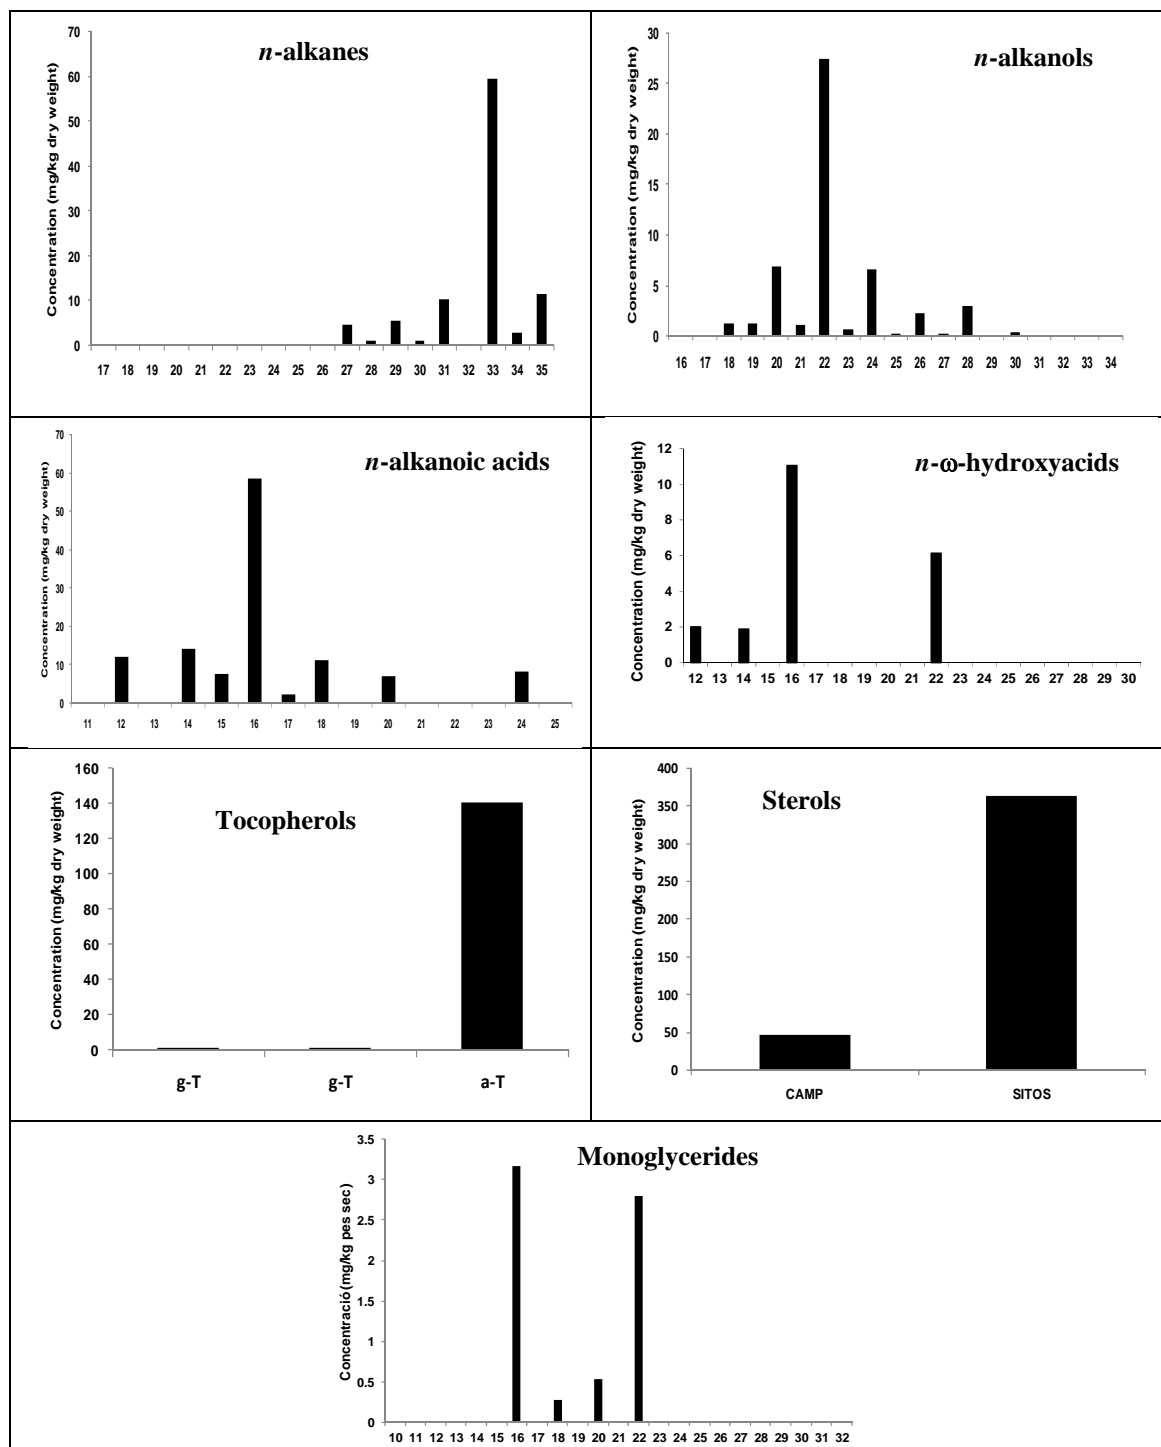 n-alkanes
Concentration (mg/kg dry weight)
70
60
50
40
30
20
10
0
17 18 19 20 21 22 23 24 25 26 27 28 29 30 31 32 33 34 35
n-alkanols
Concentration (mg/kg dry weight)
30
25
20
15
10
5
0
16 17 18 19 20 21 22 23 24 25 26 27 28 29 30 31 32 33 34
n-alkanoic acids
Concentration (mg/kg dry weight)
70
60
50
40
30
20
10
0
11 12 13 14 15 16 17 18 19 20 21 22 23 24 25
n-ω-hydroxyacids
Concentration (mg/kg dry weight)
12
10
8
6
4
2
0
12 13 14 15 16 17 18 19 20 21 22 23 24 25 26 27 28 29 30
Tocopherols
Concentration (mg/kg dry weight)
160
140
120
100
80
60
40
20
0
g-T g-T a-T
Sterols
Concentration (mg/kg dry weight)
400
350
300
250
200
150
100
50
0
CAMP SITOS
Monoglycerides
Concentració (mg/kg pes sec)
3.5
3
2.5
2
1.5
1
0.5
0
10 11 12 13 14 15 16 17 18 19 20 21 22 23 24 25 26 27 28 29 30 31 32